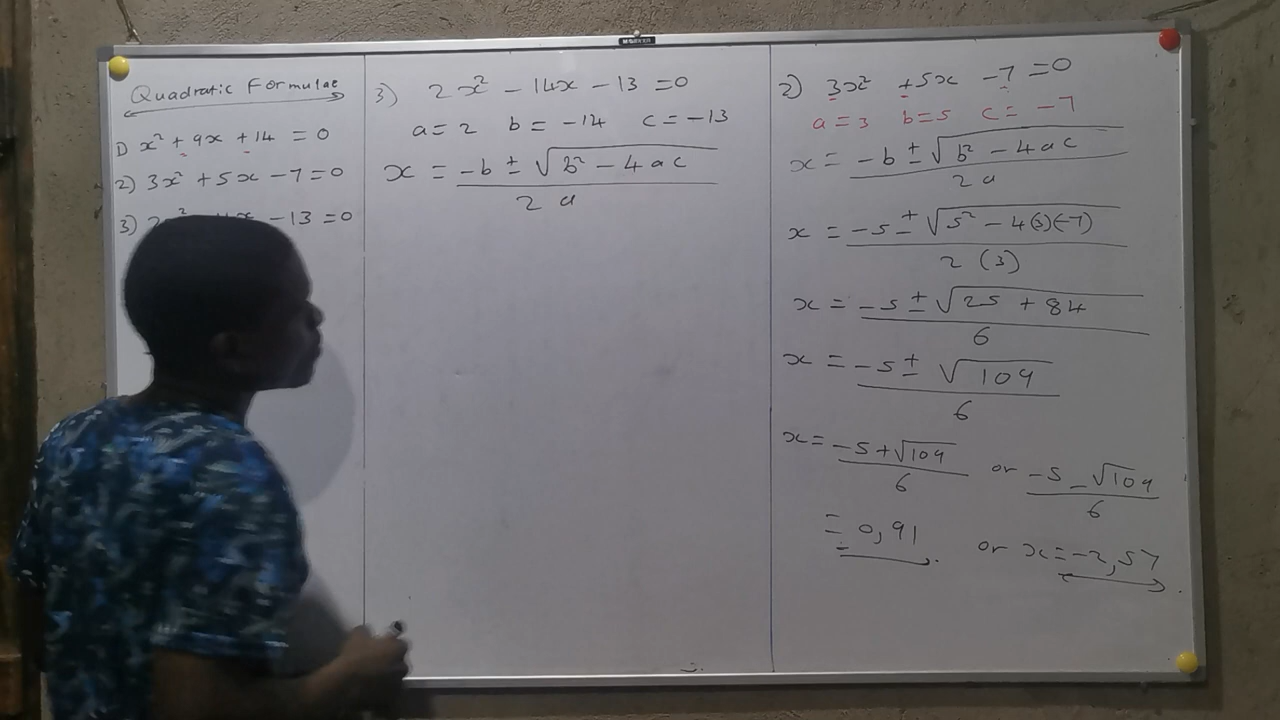 Quadratic Formulae
1) x² + 9x + 14 = 0
2) 3x² + 5x - 7 = 0
3) - 13 = 0
3) 2x² - 14x - 13 = 0
a = 2 b = -14 c = -13
x = -b ± √b² - 4ac
2a
2) 3x² + 5x - 7 = 0
a = 3 b = 5 c = -7
x = -b ± √b² - 4ac
2a
x = -5 ± √5² - 4(3)(-7)
2 (3)
x = -5 ± √25 + 84
6
x = -5 ± √109
6
x = -5 + √109 or -5 - √109
6 6
= 0,91 or x = -2,57